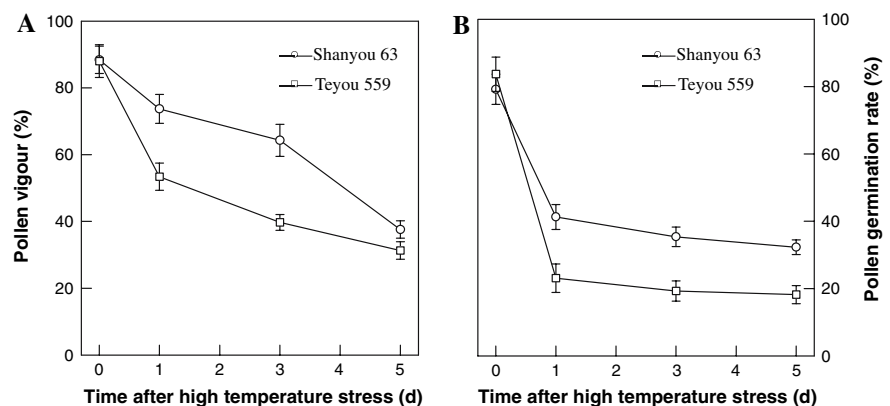 A
Pollen vigour (%)
100
80
60
40
20
0
Shanyou 63
Teyou 559
0 1 2 3 4 5
Time after high temperature stress (d)
B
Shanyou 63
Teyou 559
100
80
60
40
20
0
Pollen germination rate (%)
0 1 2 3 4 5
Time after high temperature stress (d)